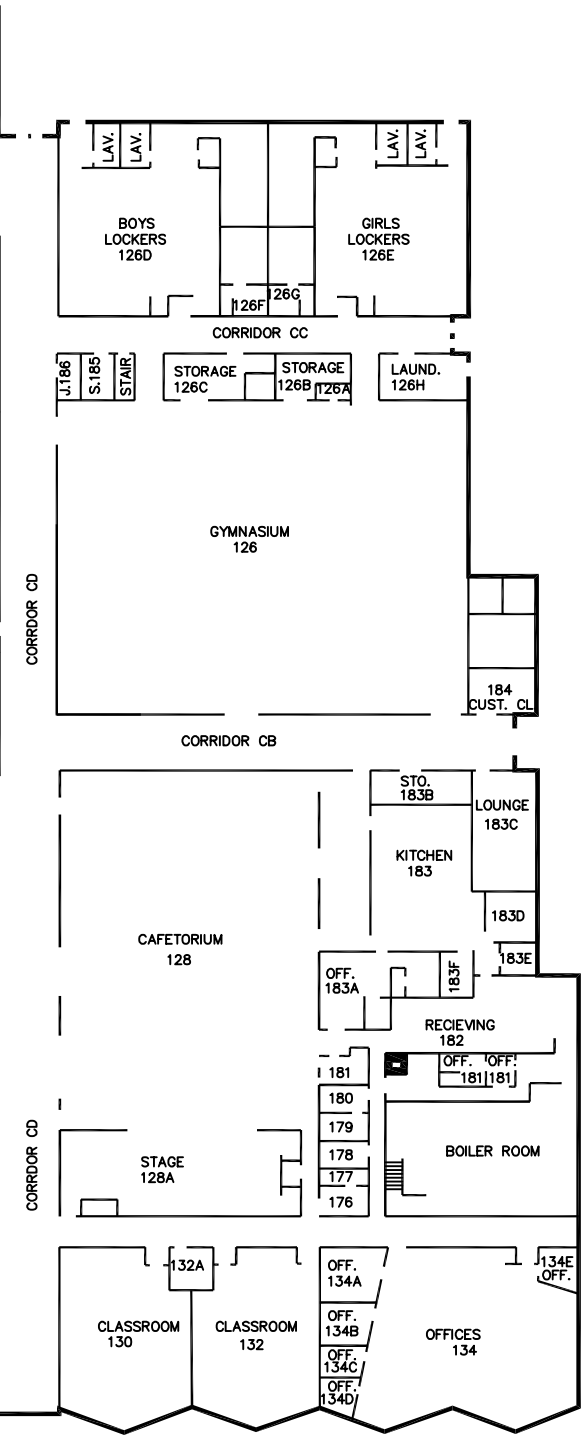 LAV.
LAV.
LAV.
LAV.
BOYS
LOCKERS
126D
GIRLS
LOCKERS
126E
126F
126G
CORRIDOR CC
J.186
S.185
STAIR
STORAGE
126C
STORAGE
126B
126A
LAUND.
126H
GYMNASIUM
126
CORRDOR CD
184
CUST. CL
CORRIDOR CB
STO.
183B
LOUNGE
183C
KITCHEN
183
183D
CAFETORIUM
128
183E
OFF.
183A
183F
RECIEVING
182
OFF.
181
OFF.
181
181
180
179
178
177
176
BOILER ROOM
CORRDOR CD
STAGE
128A
132A
OFF.
134A
134E
OFF.
CLASSROOM
130
CLASSROOM
132
OFF.
134B
OFFICES
134
OFF.
134C
OFF.
134D